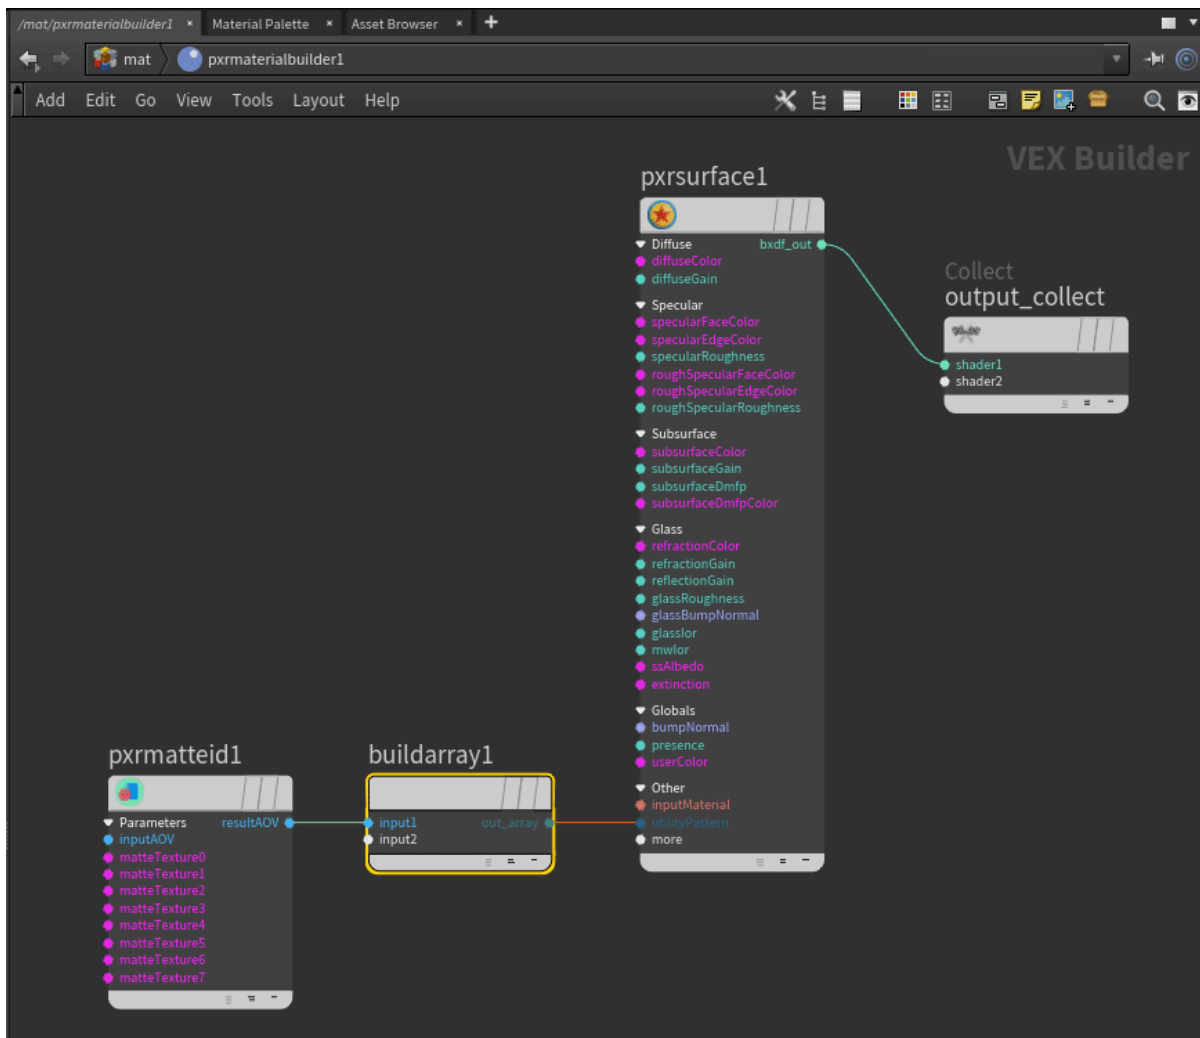 /mat/pxrmaterialbuilder1 × Material Palette × Asset Browser × +
mat pxrmaterialbuilder1
Add Edit Go View Tools Layout Help
VEX Builder
pxrsurface1
Diffuse bxdf_out
diffuseColor
diffuseGain
Specular
specularFaceColor
specularEdgeColor
specularRoughness
roughSpecularFaceColor
roughSpecularEdgeColor
roughSpecularRoughness
Subsurface
subsurfaceColor
subsurfaceGain
subsurfaceDmfp
subsurfaceDmfpColor
Glass
refractionColor
refractionGain
reflectionGain
glassRoughness
glassBumpNormal
glassIor
mwIor
ssAlbedo
extinction
Globals
bumpNormal
presence
userColor
Other
inputMaterial
utilityPattern
more
Collect
output_collect
shader1
shader2
pxrmatteid1
Parameters resultAOV
inputAOV
matteTexture0
matteTexture1
matteTexture2
matteTexture3
matteTexture4
matteTexture5
matteTexture6
matteTexture7
buildarray1
input1 out_array
input2